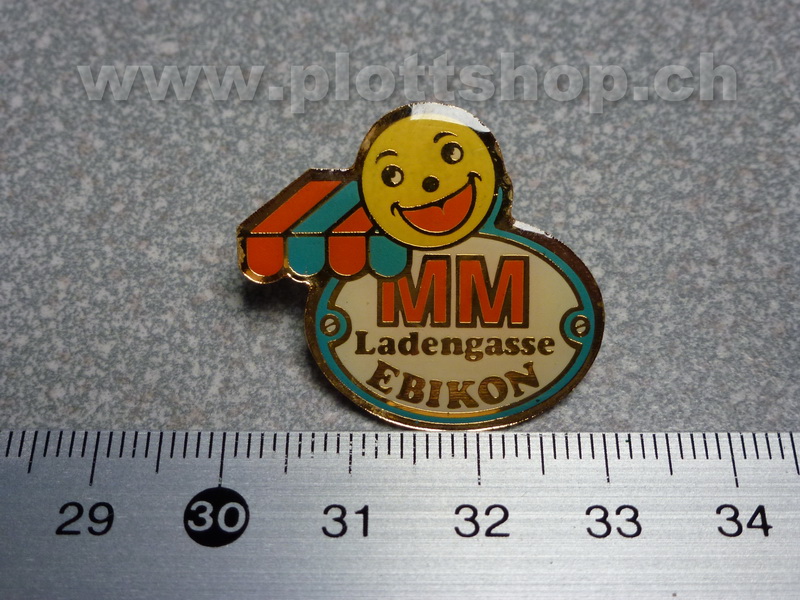 www.plottshop.ch
MM
Ladengasse
EBIKON
29 30 31 32 33 34